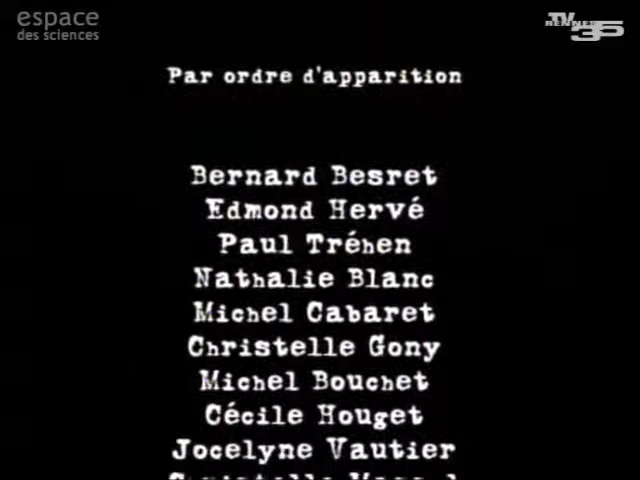 espace
des sciences
TV
RENNES 35
Par ordre d'apparition
Bernard Besret
Edmond Hervé
Paul Tréhen
Nathalie Blanc
Michel Cabaret
Christelle Gony
Michel Bouchet
Cécile Houget
Jocelyne Vautier